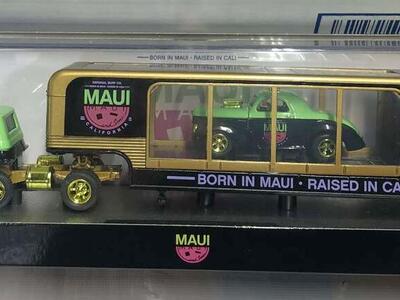 BORN IN MAUI · RAISED IN CALI
MAUI
CALIFORNIA
BORN IN MAUI · RAISED IN CA
MAUI